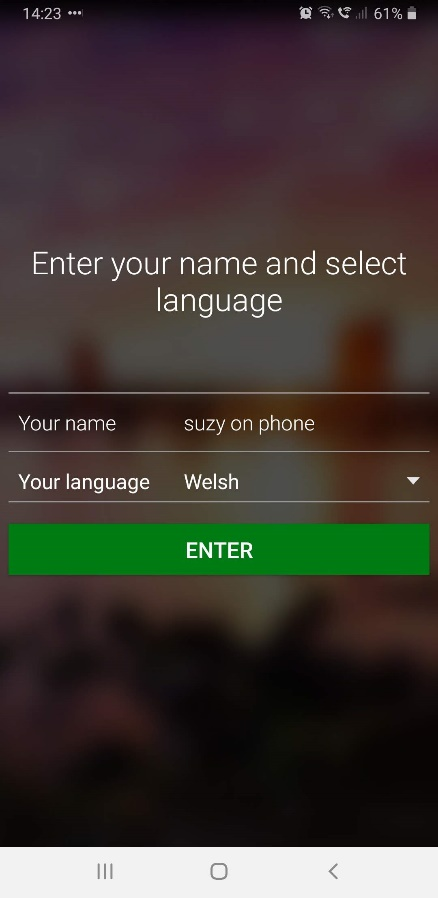 14:23 •••
61%
Enter your name and select
language
Your name suzy on phone
Your language Welsh
ENTER